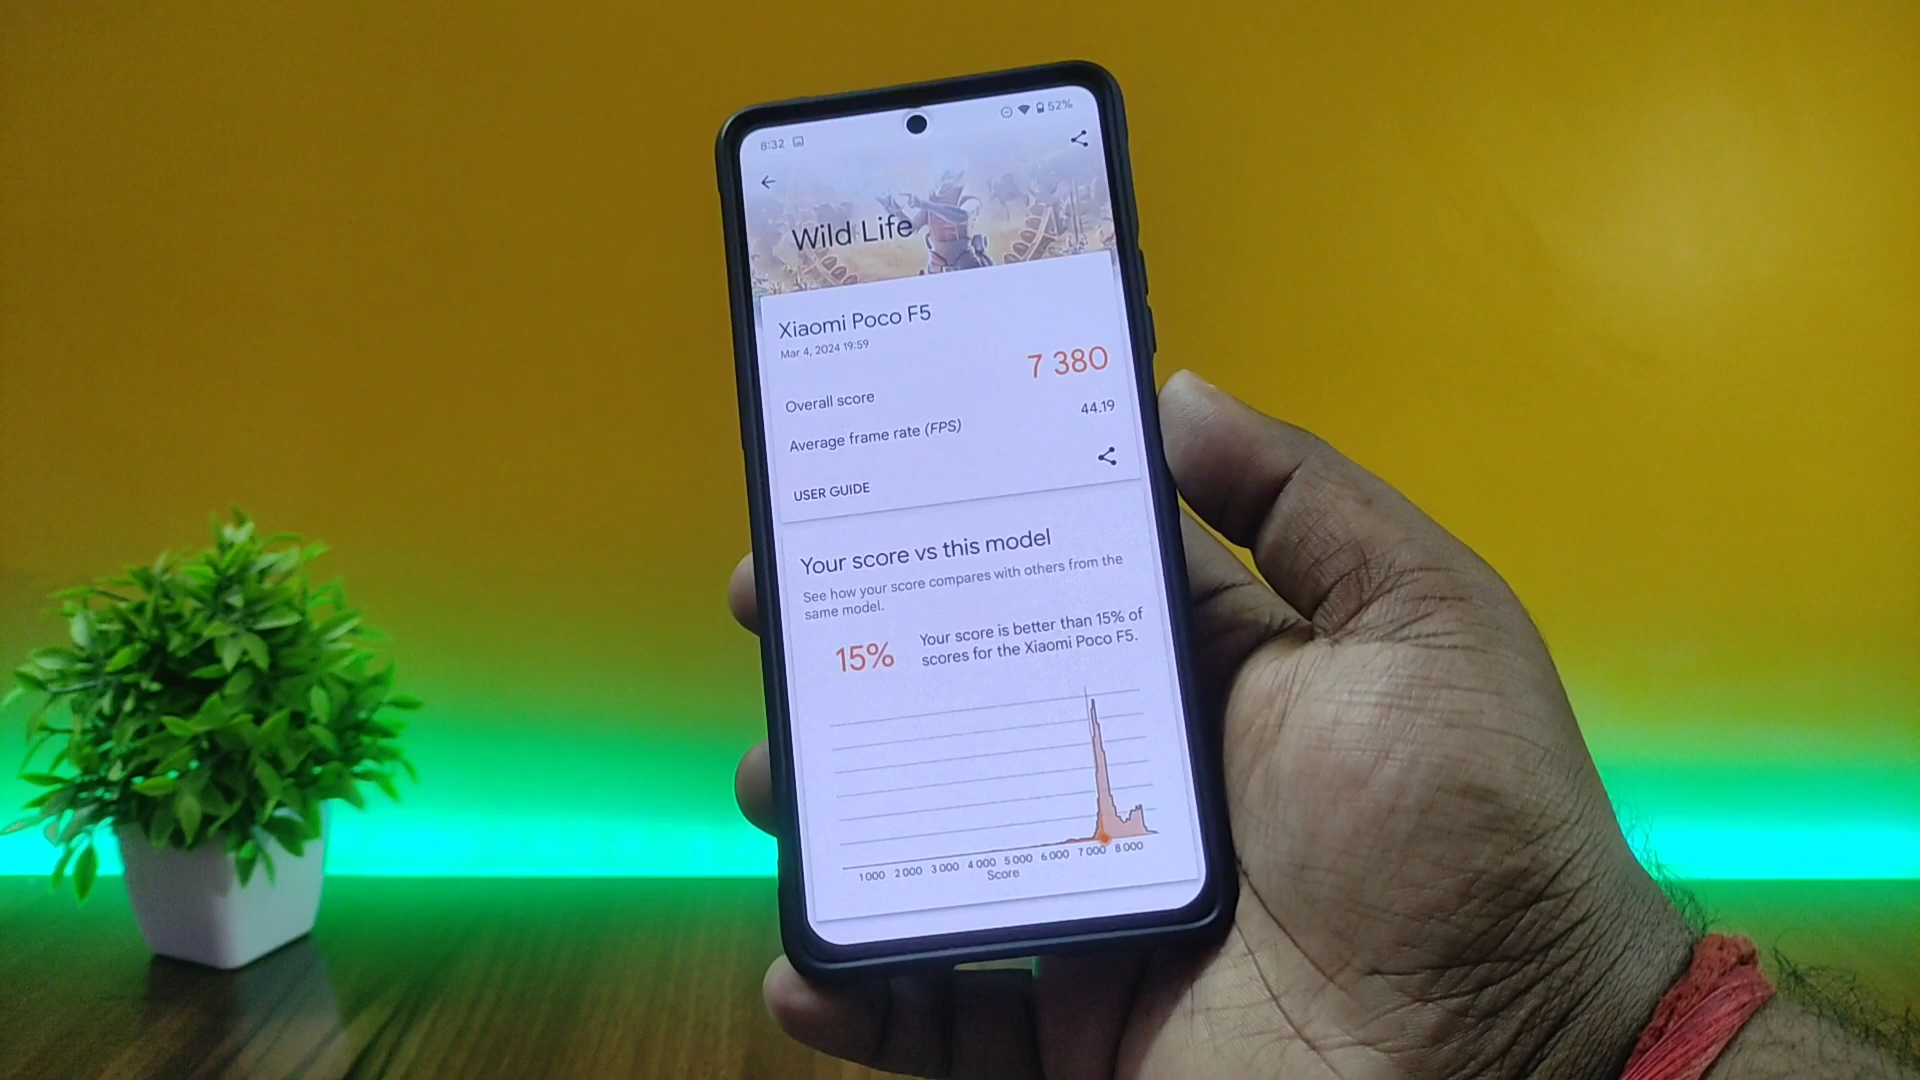 8:32
52%
Wild Life
Xiaomi Poco F5
Mar 4, 2024 19:59
7 380
Overall score
44.19
Average frame rate (FPS)
USER GUIDE
Your score vs this model
See how your score compares with others from the
same model.
15%
Your score is better than 15% of
scores for the Xiaomi Poco F5.
1 000 2 000 3 000 4 000 5 000 6 000 7 000 8 000
Score